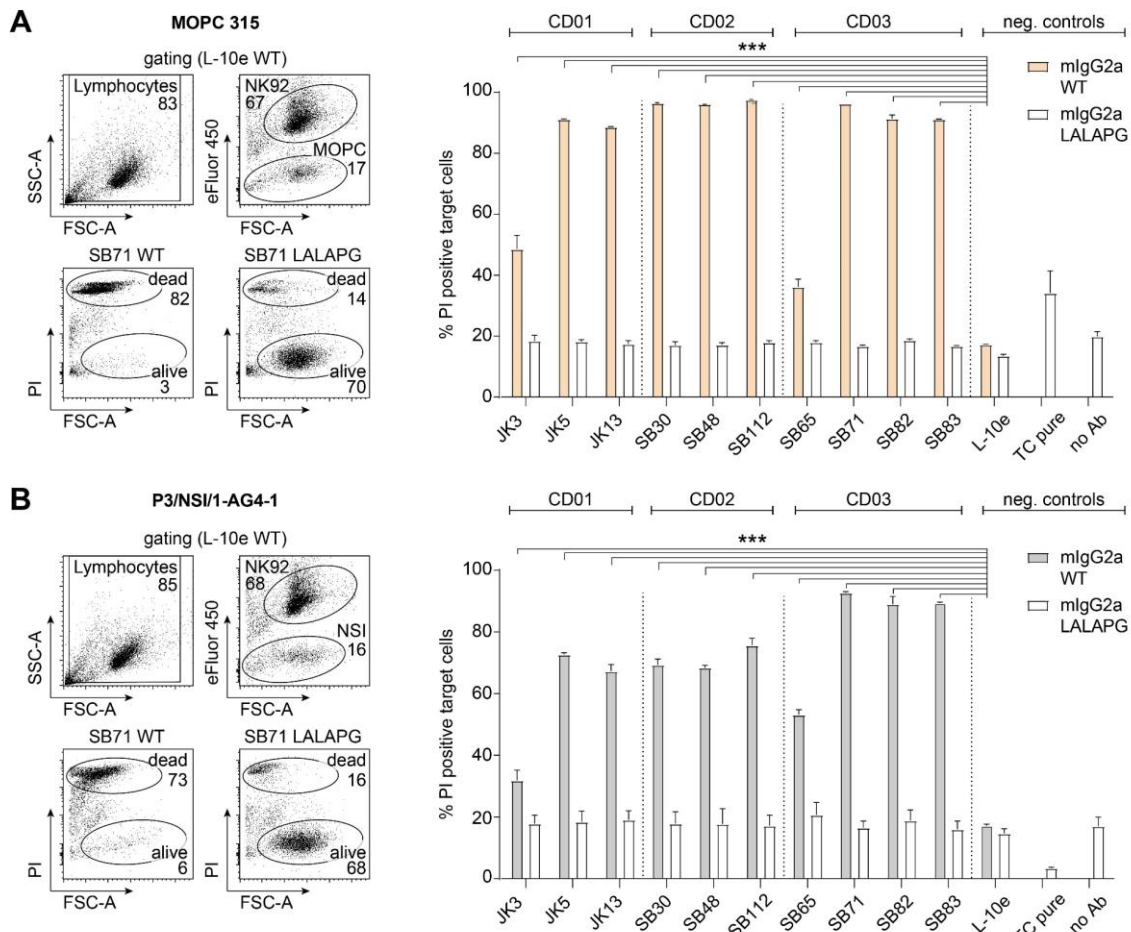 A
MOPC 315
gating (L-10e WT)
Lymphocytes
83
SSC-A
FSC-A
NK92
67
MOPC
17
eFluor 450
FSC-A
SB71 WT
dead
82
alive
3
PI
FSC-A
SB71 LALAPG
dead
14
alive
70
PI
FSC-A
CD01 CD02 CD03 neg. controls
***
mIgG2a
WT
mIgG2a
LALAPG
% PI positive target cells
100
80
60
40
20
0
JK3 JK5 JK13 SB30 SB48 SB112 SB65 SB71 SB82 SB83 L-10e TC pure no Ab
B
P3/NSI/1-AG4-1
gating (L-10e WT)
Lymphocytes
85
SSC-A
FSC-A
NK92
68
NSI
16
eFluor 450
FSC-A
SB71 WT
dead
73
alive
6
PI
FSC-A
SB71 LALAPG
dead
16
alive
68
PI
FSC-A
CD01 CD02 CD03 neg. controls
***
mIgG2a
WT
mIgG2a
LALAPG
% PI positive target cells
100
80
60
40
20
0
JK3 JK5 JK13 SB30 SB48 SB112 SB65 SB71 SB82 SB83 L-10e TC pure no Ab